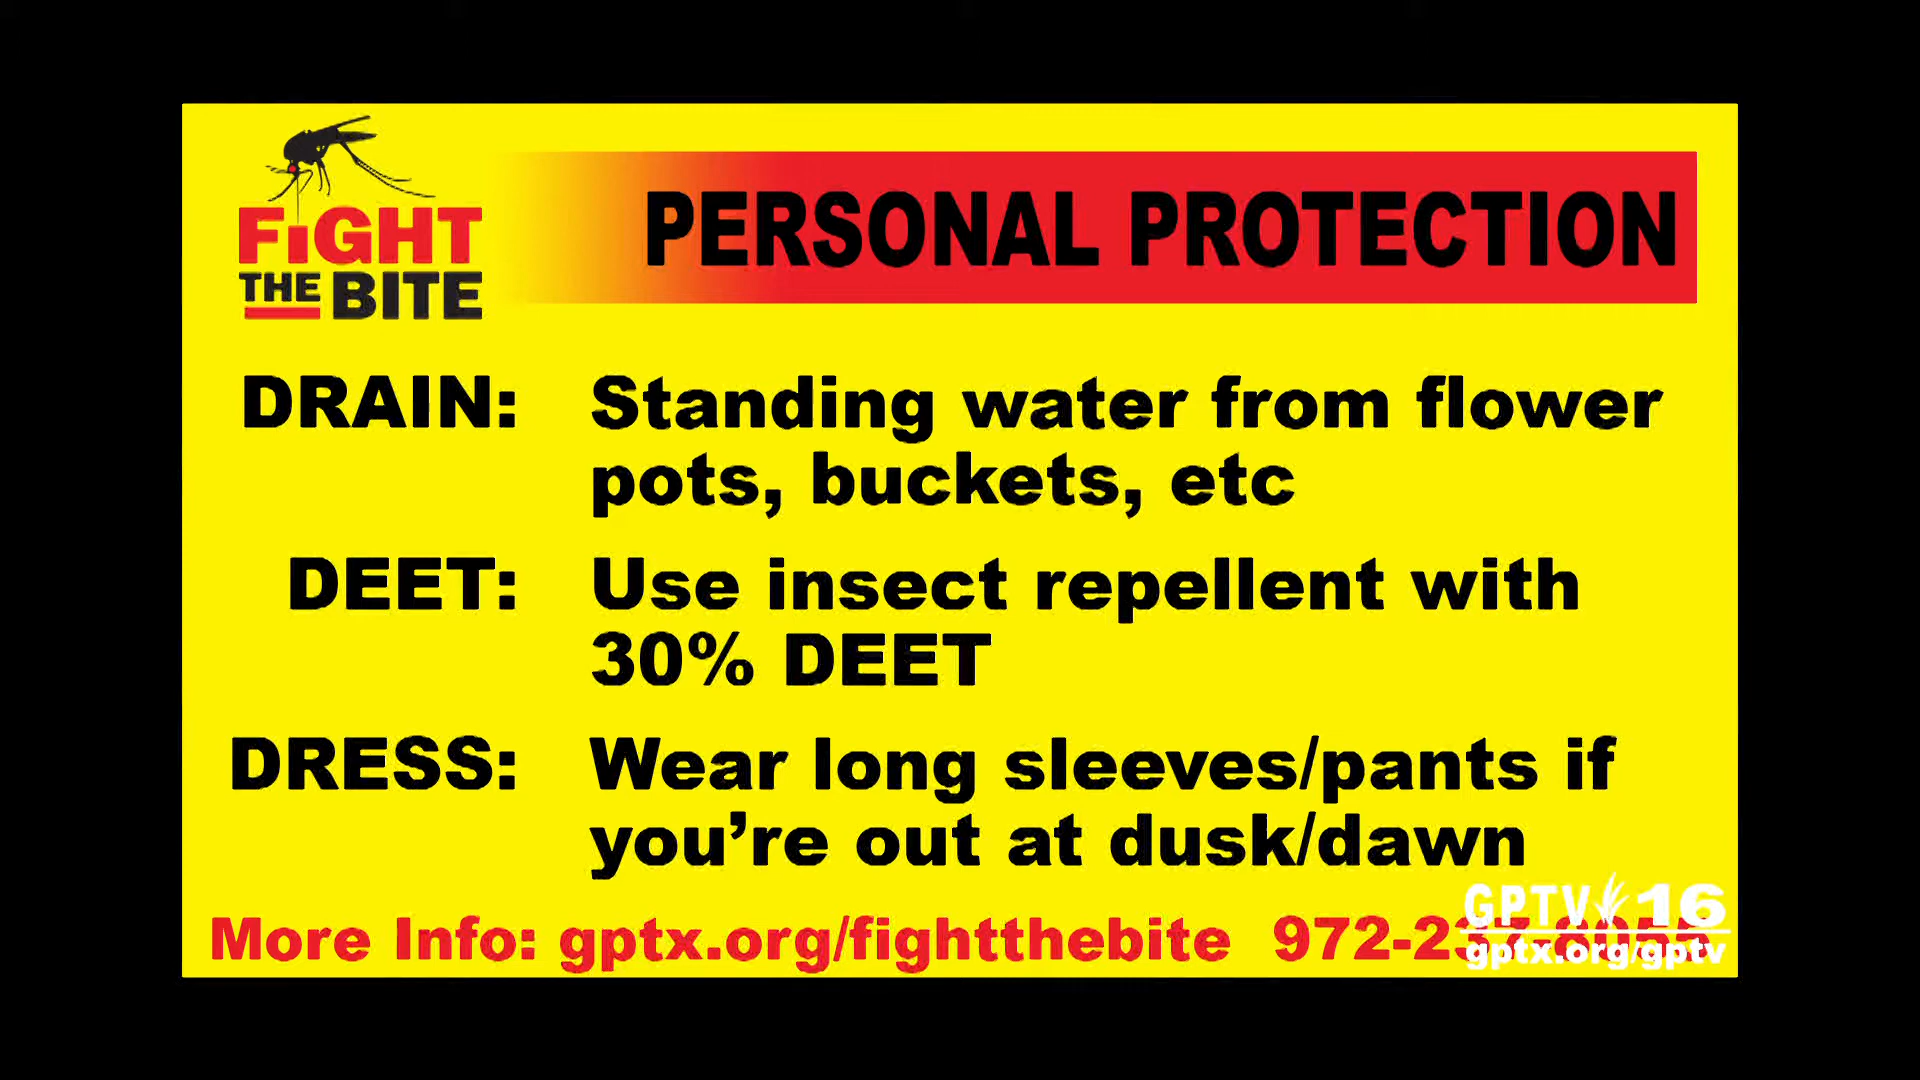 FiGHT
THE BITE
PERSONAL PROTECTION
DRAIN: Standing water from flower
pots, buckets, etc
DEET: Use insect repellent with
30% DEET
DRESS: Wear long sleeves/pants if
you’re out at dusk/dawn
More Info: gptx.org/fightthebite
GPTV 16
gptx.org/gptv